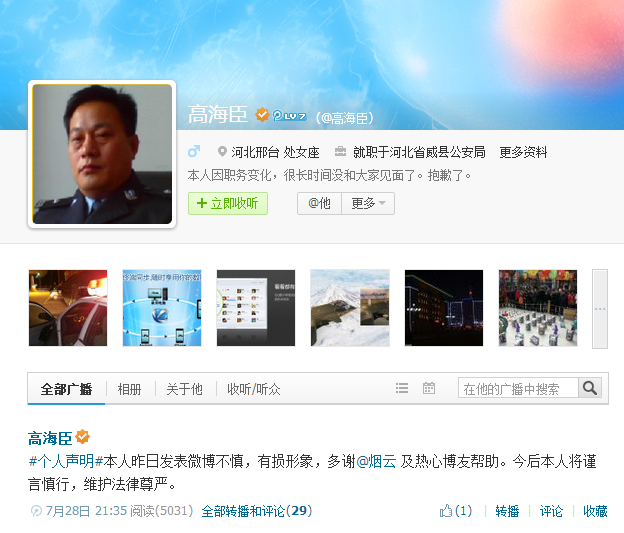 高海臣 LV 7 (@高海臣)
河北邢台 处女座 就职于河北省威县公安局 更多资料
本人因职务变化，很长时间没和大家见面了。抱歉了。
立即收听 @他 更多
全部广播 相册 关于他 收听/听众 在他的广播中搜索
高海臣
#个人声明#本人昨日发表微博不慎，有损形象，多谢@烟云 及热心博友帮助。今后本人将谨
言慎行，维护法律尊严。
7月28日 21:35 阅读(5031) 全部转播和评论(29) (1) 转播 评论 收藏